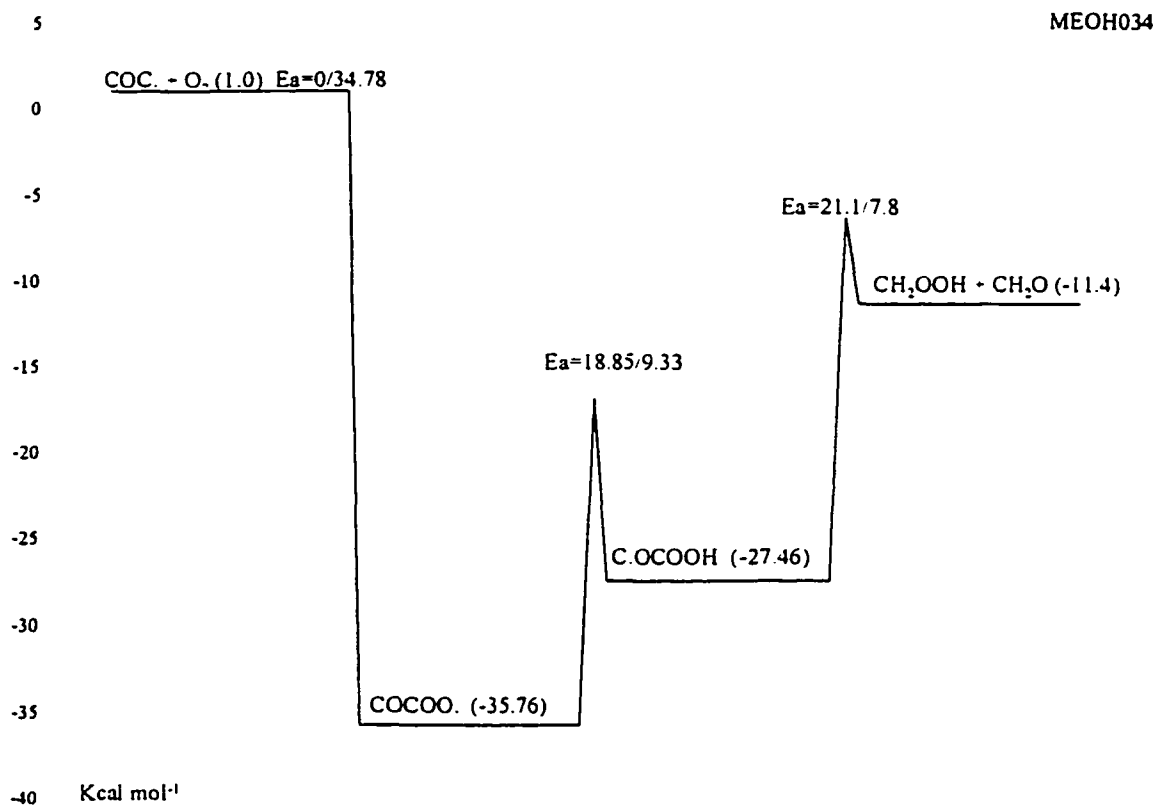 5
MEOH034
COC. + O₂ (1.0) Ea=0/34.78
0
-5
Ea=21.1/7.8
-10
CH₂OOH + CH₂O (-11.4)
-15
Ea=18.85/9.33
-20
-25
C.OCOOH (-27.46)
-30
COCOO. (-35.76)
-35
-40
Kcal mol⁻¹